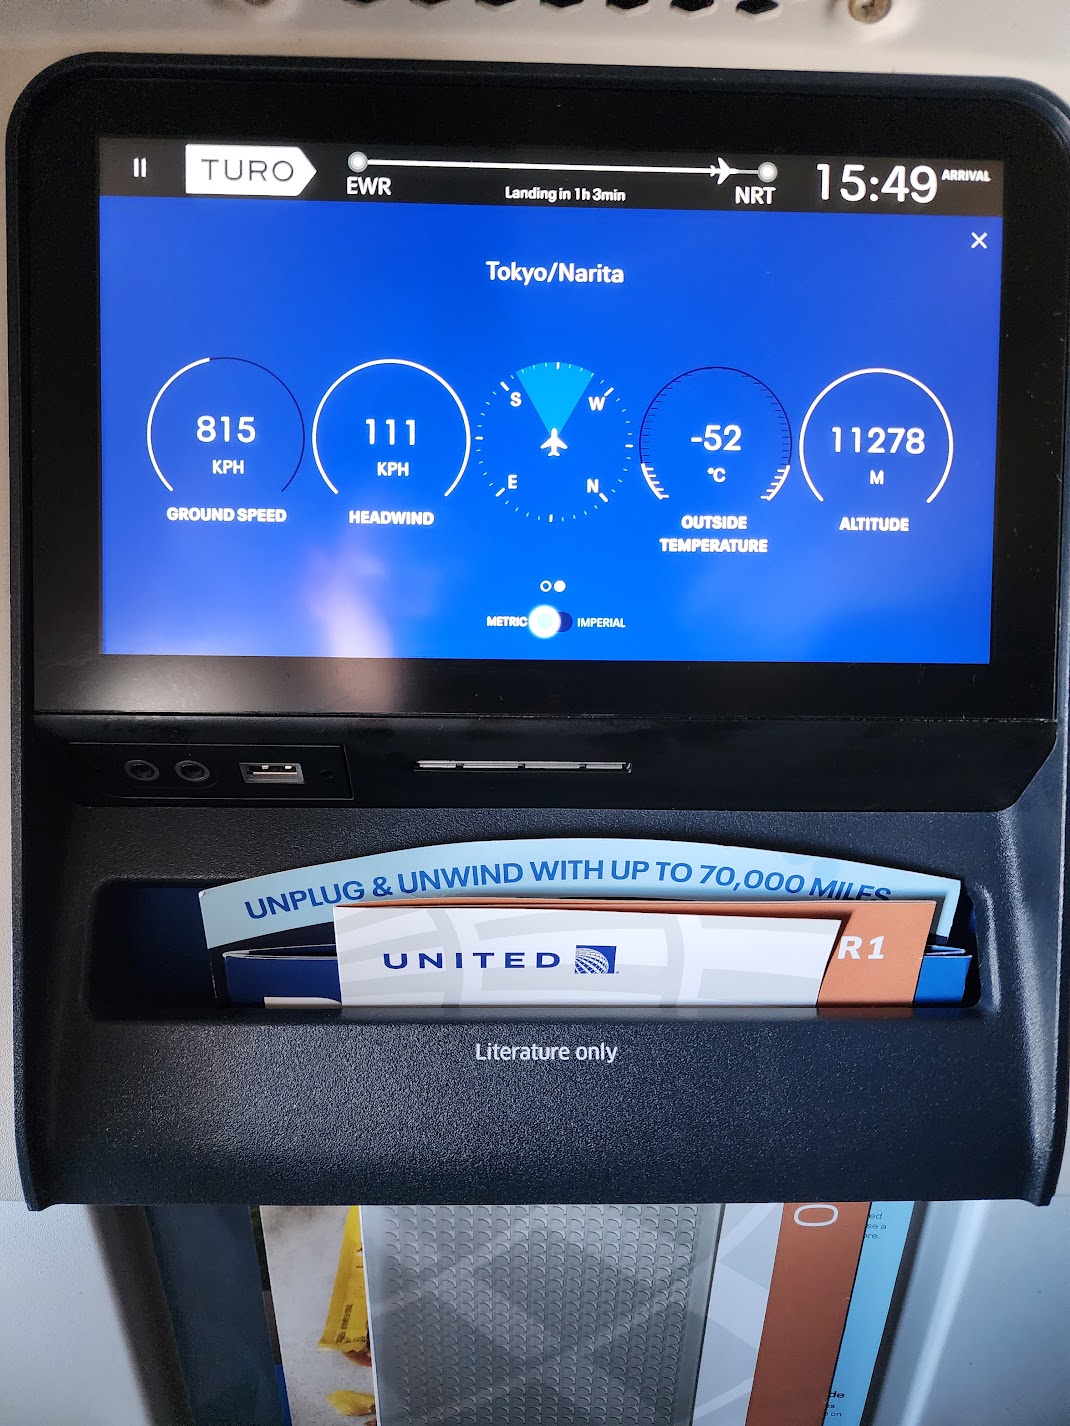 TURO
EWR
Landing in 1h 3min
NRT
15:49 ARRIVAL
Tokyo/Narita
815
KPH
GROUND SPEED
111
KPH
HEADWIND
S
W
E
N
-52
°C
OUTSIDE
TEMPERATURE
11278
M
ALTITUDE
METRIC
IMPERIAL
UNPLUG & UNWIND WITH UP TO 70,000 MILES
UNITED
R1
Literature only